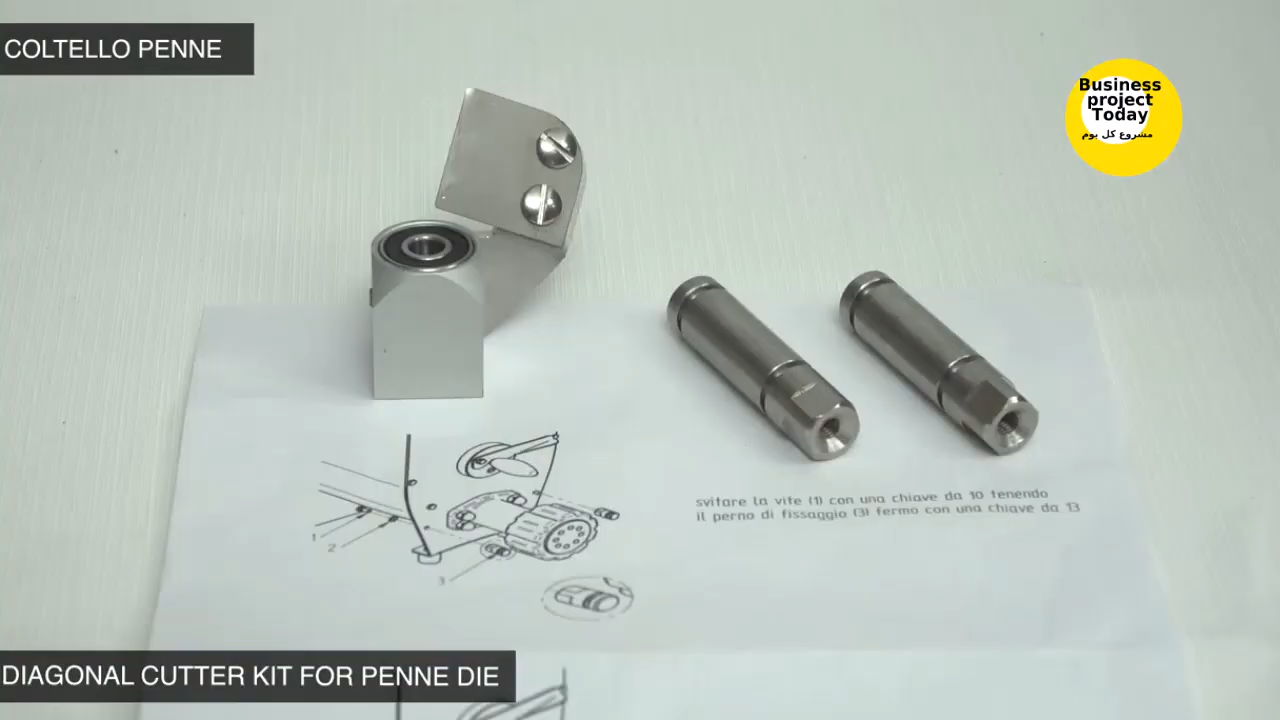 COLTELLO PENNE
Business
project
Today
مشروع كل يوم
svitare la vite (1) con una chiave da 10 tenendo
il perno di fissaggio (3) fermo con una chiave da 13
1
2
3
DIAGONAL CUTTER KIT FOR PENNE DIE